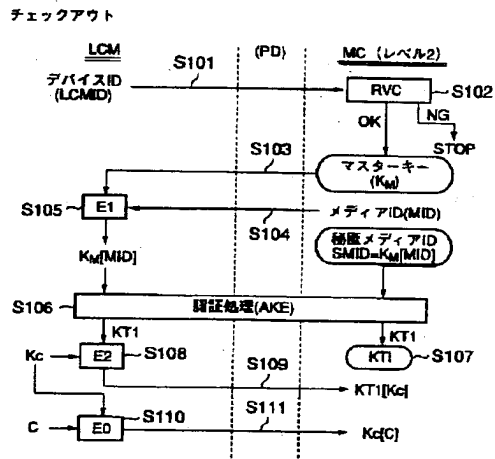 チェックアウト
LCM
(PD)
MC (レベル2)
デバイスID
(LCMID)
S101
RVC
S102
OK
NG
STOP
S103
マスターキー
(KM)
S105
E1
S104
メディアID(MID)
KM[MID]
秘匿メディアID
SMID=KM[MID]
S106
認証処理(AKE)
KT1
KT1
Kc
E2
S108
KTI
S107
S109
KT1[Kc]
S110
S111
C
E0
Kc[C]